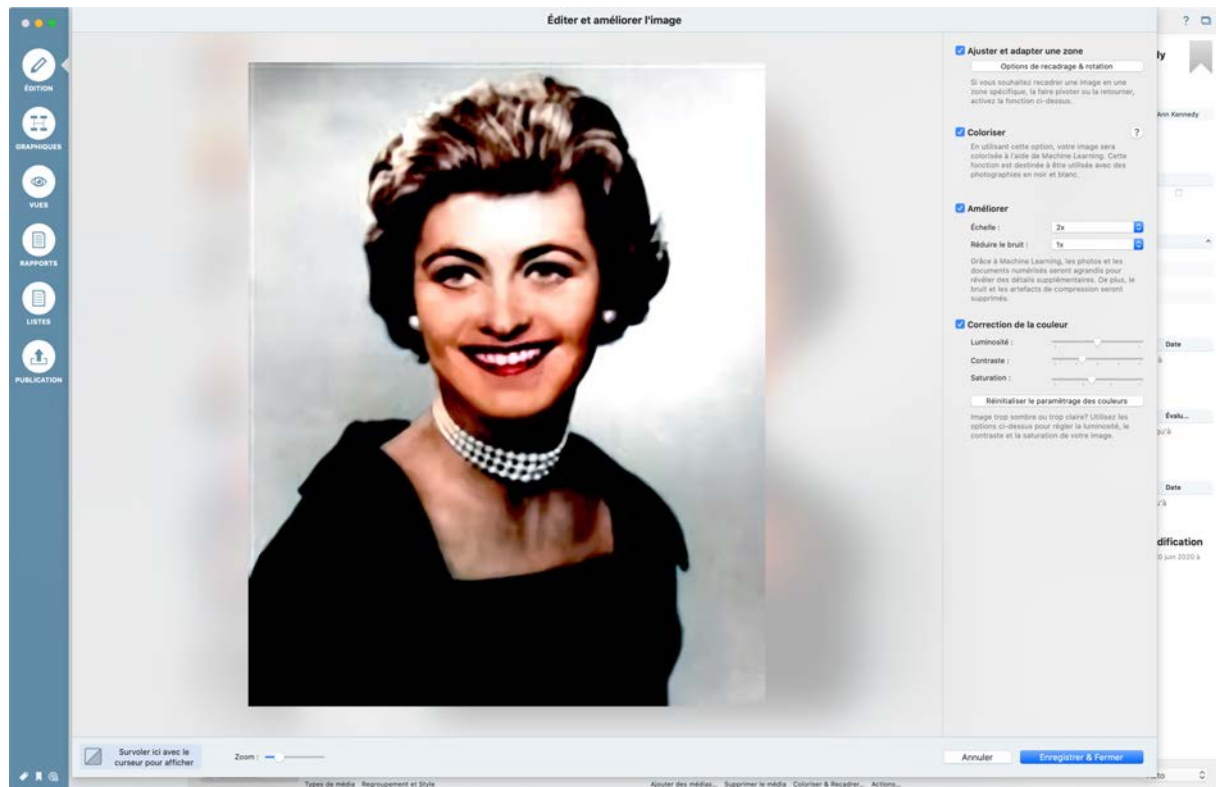 Éditer et améliorer l'image
?
ly
ÉDITION
GRAPHIQUES
VUES
RAPPORTS
LISTES
PUBLICATION
Ajuster et adapter une zone
Options de recadrage & rotation
Si vous souhaitez recadrer une image en une
zone spécifique, la faire pivoter ou la retourner,
activez la fonction ci-dessus.
Coloriser
?
En utilisant cette option, votre image sera
colorisée à l'aide de Machine Learning. Cette
fonction est destinée à être utilisée avec des
photographies en noir et blanc.
Améliorer
Échelle : 2x
Réduire le bruit : 1x
Grâce à Machine Learning, les photos et les
documents numérisés seront agrandis pour
révéler des détails supplémentaires. De plus, le
bruit et les artefacts de compression seront
supprimés.
Correction de la couleur
Luminosité :
Contraste :
Saturation :
Réinitialiser le paramétrage des couleurs
Image trop sombre ou trop claire? Utilisez les
options ci-dessus pour régler la luminosité, le
contraste et la saturation de votre image.
Ann Kennedy
Date
à
Évalu...
qu'à
Date
u'à
dification
0 juin 2020 à
Survoler ici avec le
curseur pour afficher
Zoom :
Annuler
Enregistrer & Fermer
Types de média Regroupement et Style
Ajouter des médias... Supprimer le média Coloriser & Recadrer... Actions...